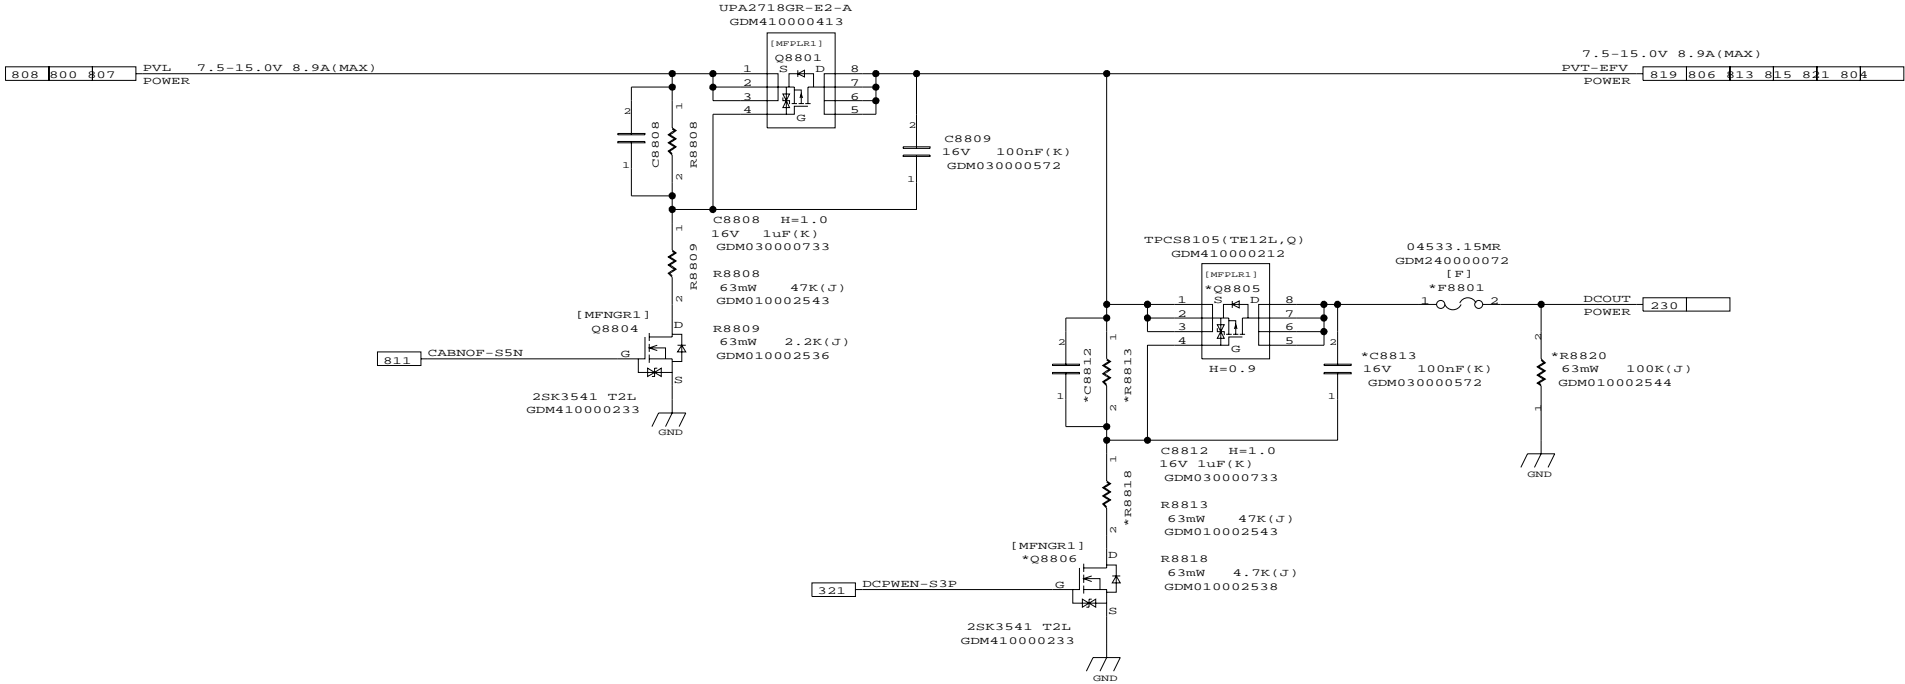 UPA2718GR-E2-A
GDM410000413
[MFPLR1]
Q8801
808 800 807
PVL 7.5-15.0V 8.9A(MAX)
POWER
7.5-15.0V 8.9A(MAX)
PVT-EFV
POWER
819 806 813 815 821 804
1 S D 8
2 7
3 6
4 5
G
2
1
C8808
1
R8808
2
2
C8809
16V 100nF(K)
GDM030000572
1
C8808 H=1.0
16V 1uF(K)
GDM030000733
1
R8809
2
R8808
63mW 47K(J)
GDM010002543
R8809
63mW 2.2K(J)
GDM010002536
[MFNGR1]
Q8804
D
G
S
811
CABNOF-S5N
2SK3541 T2L
GDM410000233
GND
TPCS8105(TE12L,Q)
GDM410000212
[MFPLR1]
*Q8805
1 S D 8
2 7
3 6
4 5
G
H=0.9
04533.15MR
GDM240000072
[F]
*F8801
1 2
DCOUT
POWER
230
2
1
*C8812
1
*R8813
2
2
*C8813
16V 100nF(K)
GDM030000572
1
2
*R8820
63mW 100K(J)
GDM010002544
1
GND
C8812 H=1.0
16V 1uF(K)
GDM030000733
1
*R8818
2
R8813
63mW 47K(J)
GDM010002543
R8818
63mW 4.7K(J)
GDM010002538
[MFNGR1]
*Q8806
D
G
S
321
DCPWEN-S3P
2SK3541 T2L
GDM410000233
GND